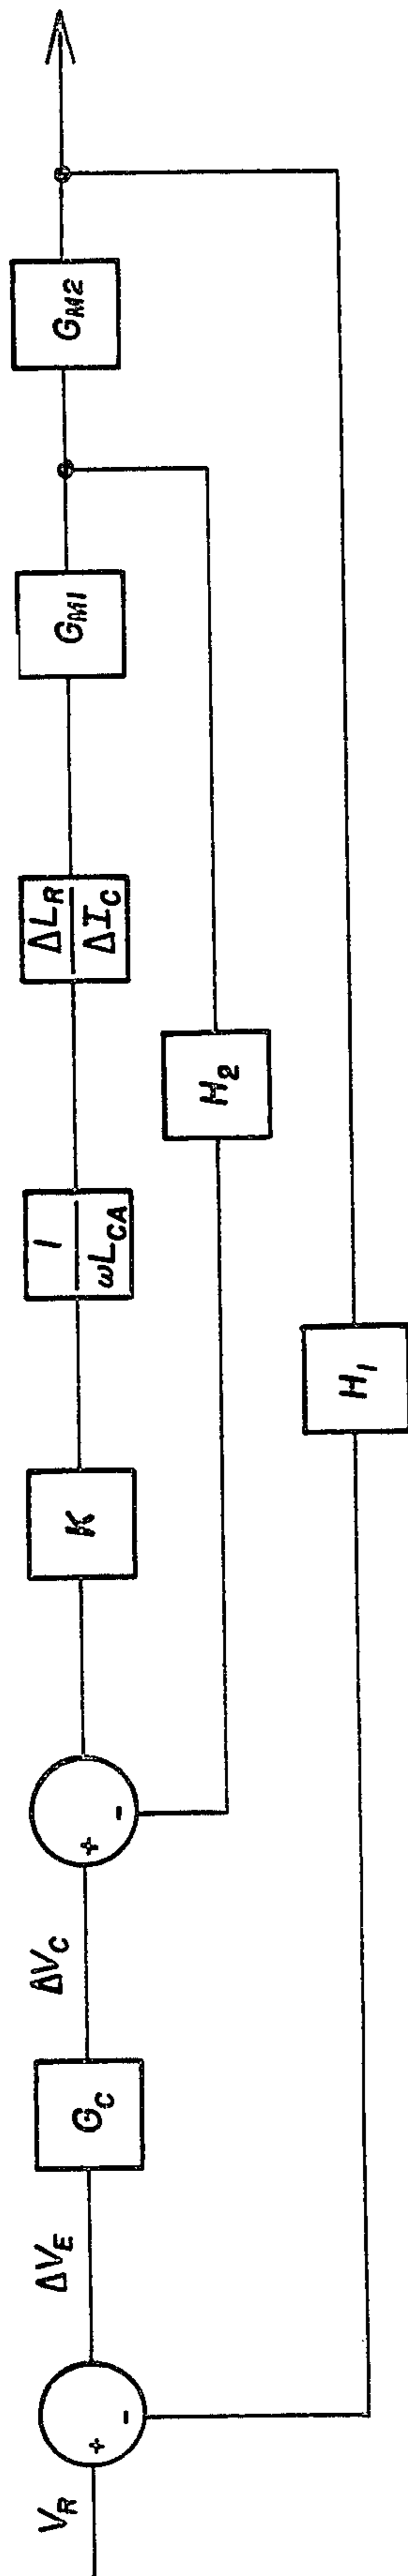 V_R
+
-
ΔV_E
G_C
ΔV_C
+
-
K
1
ωL_CA
ΔL_R
ΔI_C
G_M1
G_M2
H_2
H_1